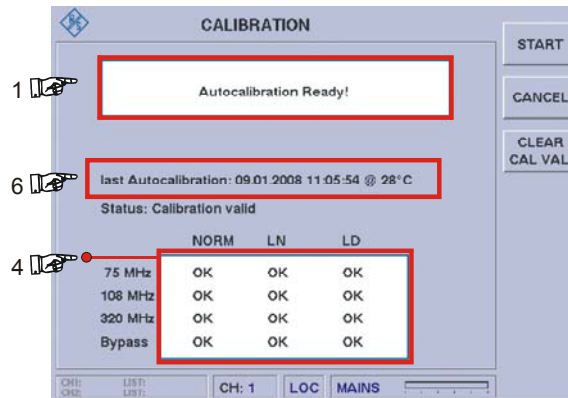 CALIBRATION
START
1
Autocalibration Ready!
CANCEL
CLEAR
CAL VAL
6
last Autocalibration: 09.01.2008 11:05:54 @ 28°C
Status: Calibration valid
NORM LN LD
4
75 MHz OK OK OK
108 MHz OK OK OK
320 MHz OK OK OK
Bypass OK OK OK
CH1: LIST:
CH2: LIST:
CH: 1 LOC MAINS